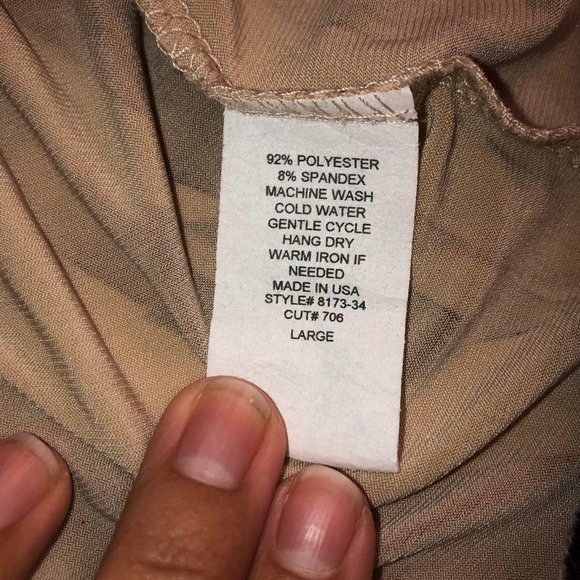 92% POLYESTER
8% SPANDEX
MACHINE WASH
COLD WATER
GENTLE CYCLE
HANG DRY
WARM IRON IF
NEEDED
MADE IN USA
STYLE# 8173-34
CUT# 706
LARGE